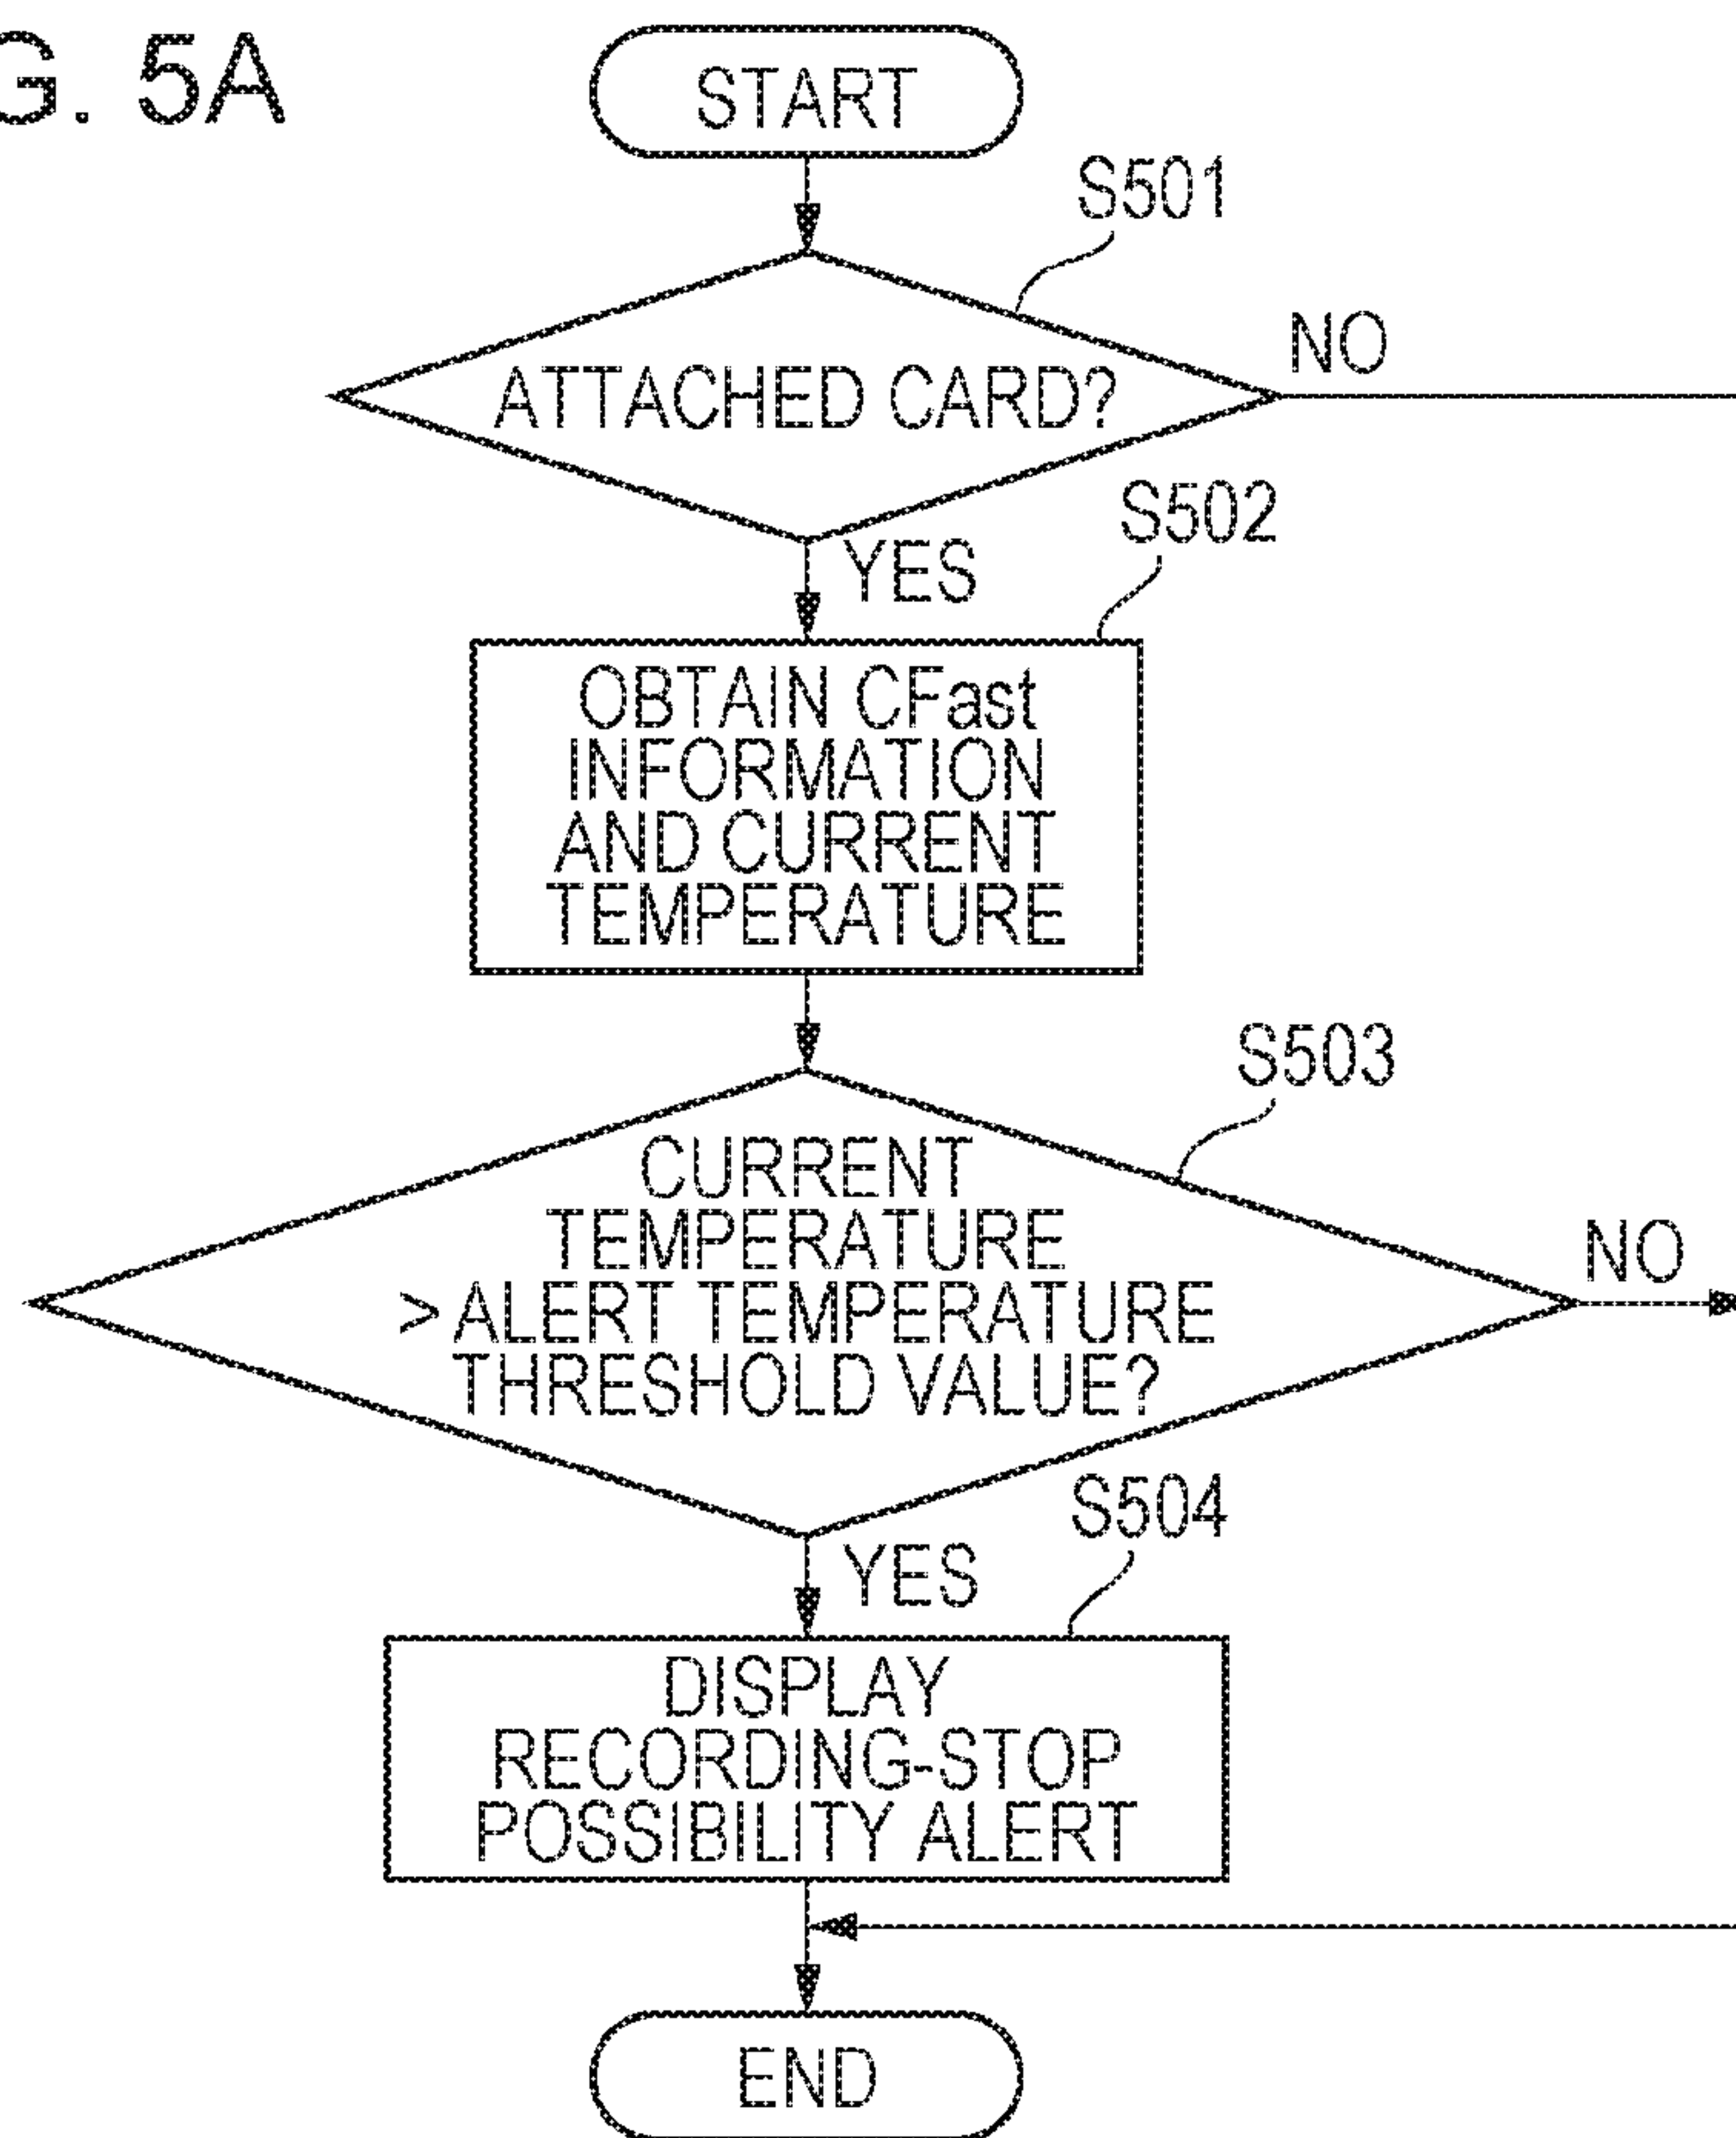 G. 5A
START
S501
ATTACHED CARD?
NO
YES
S502
OBTAIN CFast
INFORMATION
AND CURRENT
TEMPERATURE
S503
CURRENT
TEMPERATURE
> ALERT TEMPERATURE
THRESHOLD VALUE?
NO
YES
S504
DISPLAY
RECORDING-STOP
POSSIBILITY ALERT
END